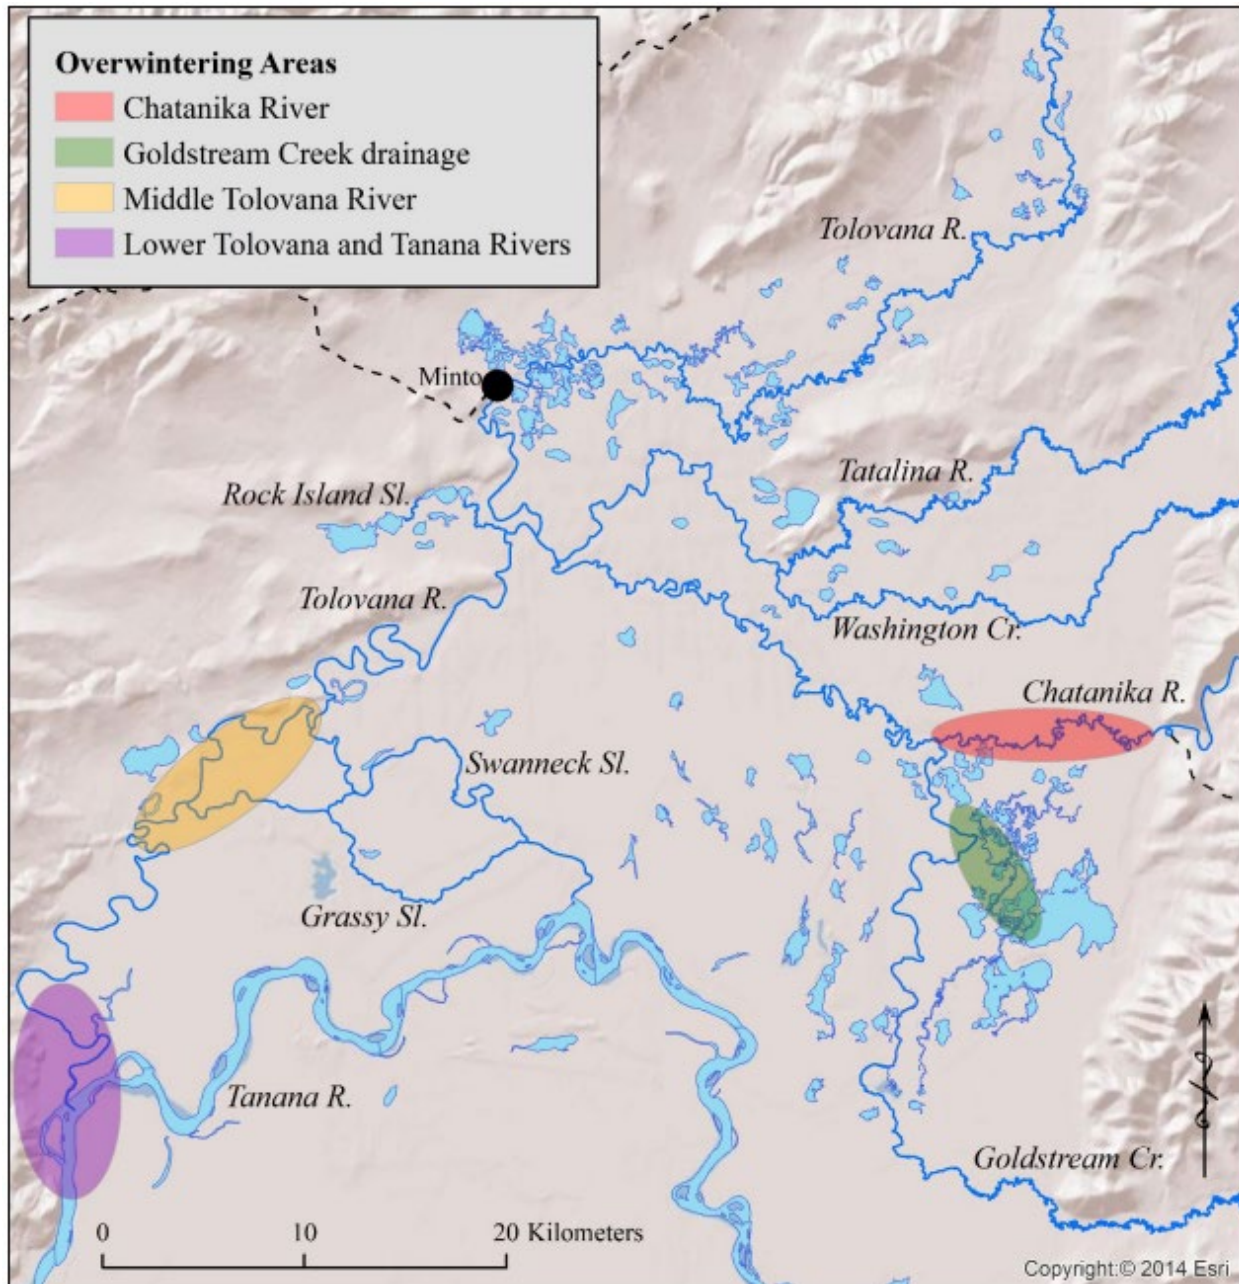 Overwintering Areas
Chatanika River
Goldstream Creek drainage
Middle Tolovana River
Lower Tolovana and Tanana Rivers
Tolovana R.
Minto
Tatalina R.
Rock Island Sl.
Tolovana R.
Washington Cr.
Chatanika R.
Swanneck Sl.
Grassy Sl.
Tanana R.
Goldstream Cr.
0 10 20 Kilometers
Copyright:© 2014 Esri